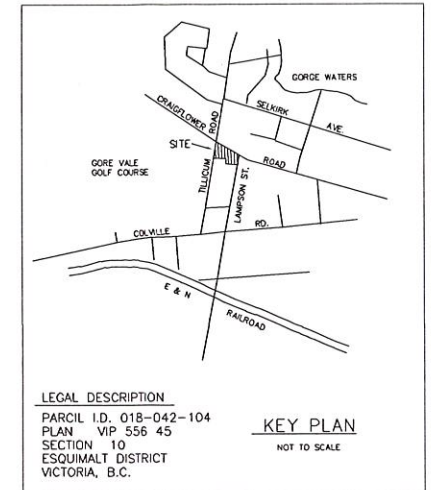 GORGE WATERS
CRAIGFLOWER
ROAD
SELKIRK
AVE.
SITE
ROAD
GORE VALE
GOLF COURSE
TILLICUM
LAMPSON ST.
COLVILLE
RD.
E & N
RAILROAD
LEGAL DESCRIPTION
PARCIL I.D. 018-042-104
PLAN VIP 556 45
SECTION 10
ESQUIMALT DISTRICT
VICTORIA, B.C.
KEY PLAN
NOT TO SCALE